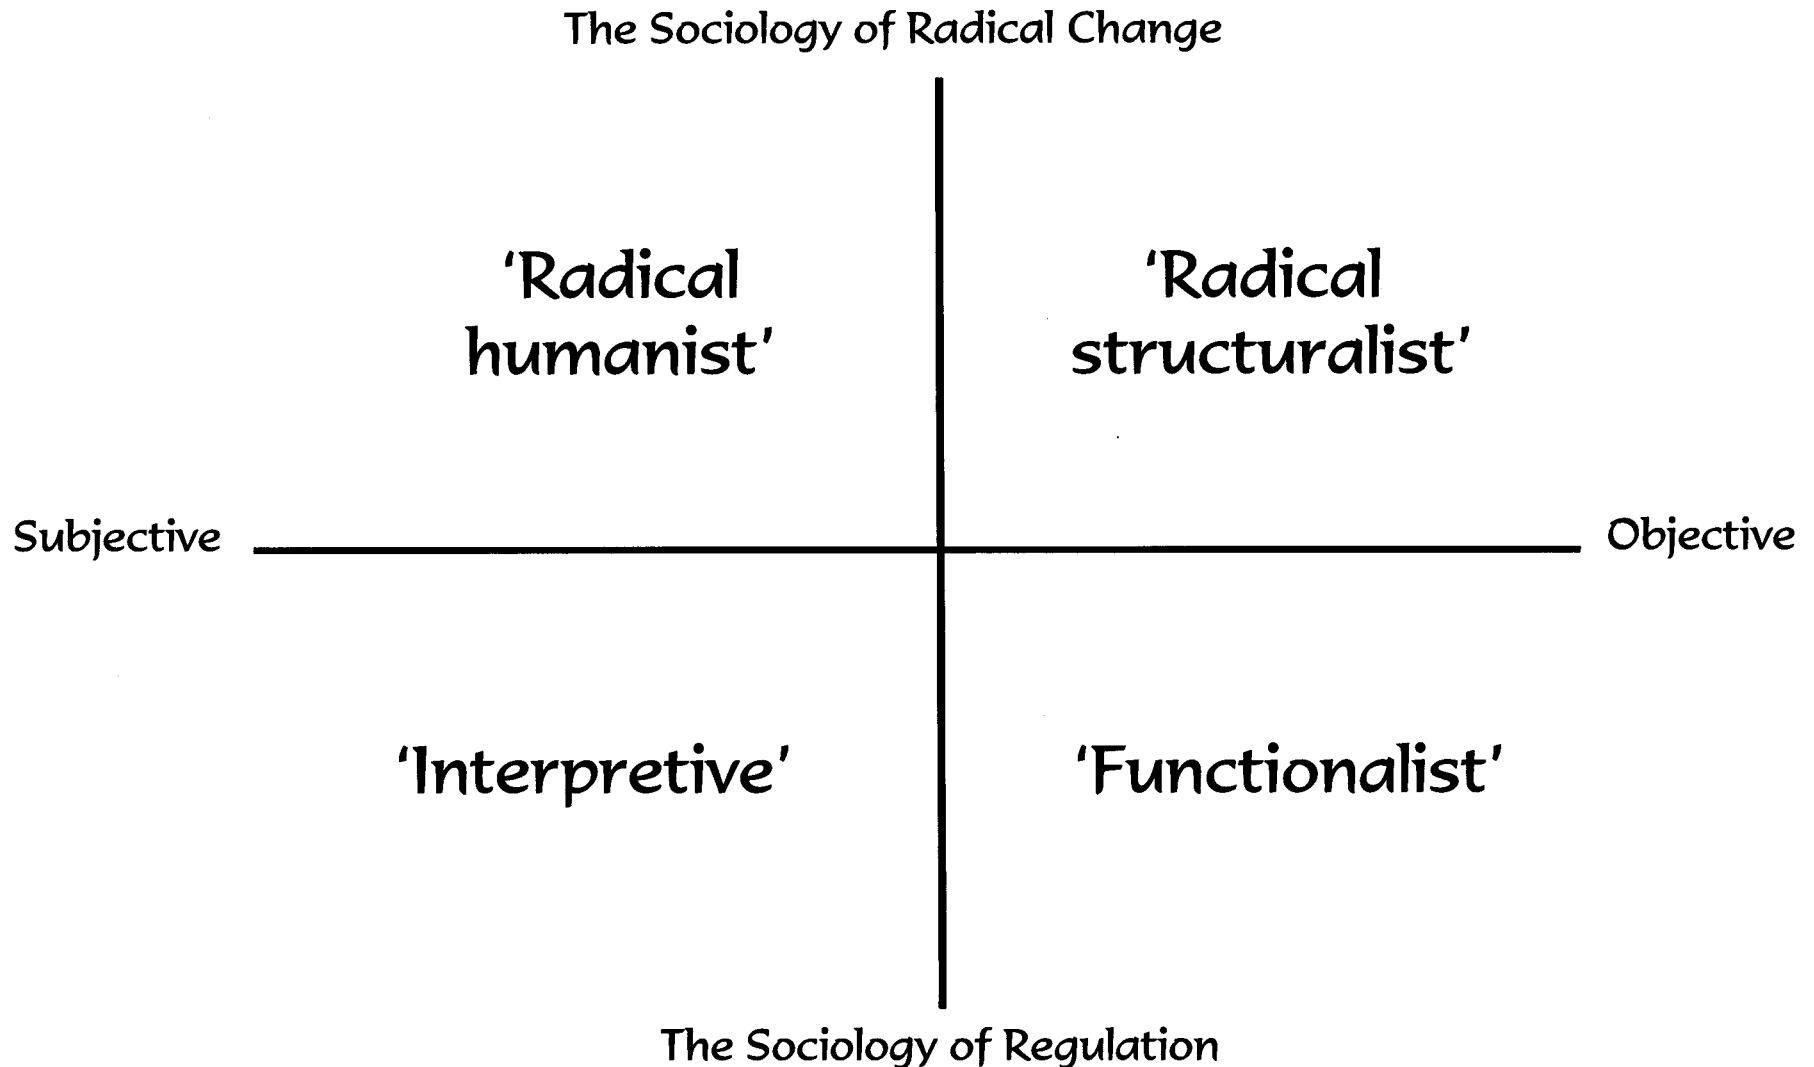 The Sociology of Radical Change
‘Radical
humanist’
‘Radical
structuralist’
Subjective
Objective
‘Interpretive’
‘Functionalist’
The Sociology of Regulation